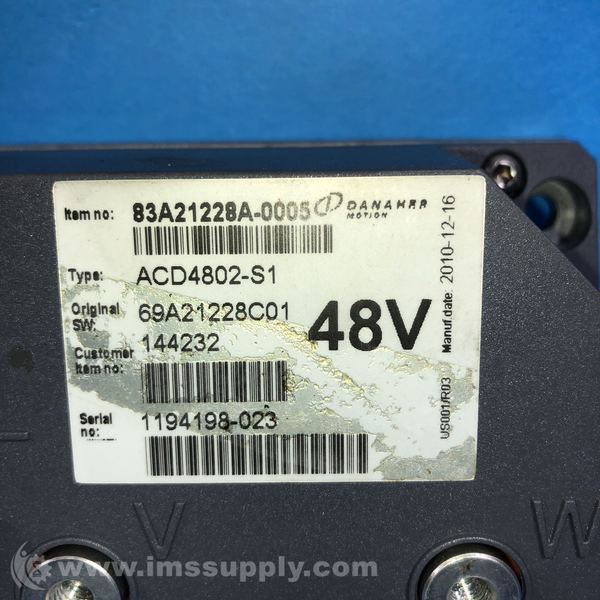 Item no: 83A21228A-0005 DANAHER
MOTION
Type: ACD4802-S1
Original SW: 69A21228C01
48V
Customer Item no: 144232
Serial no: 1194198-023
US001/R03 Manuf.date: 2010-12-16
V
W
www.imssupply.com